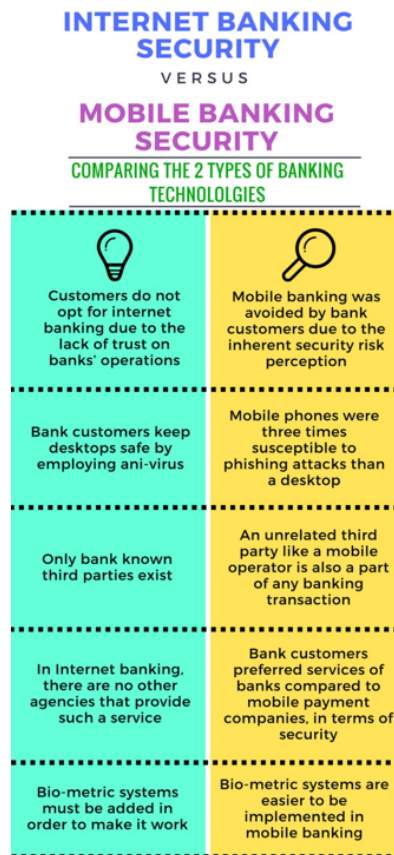 INTERNET BANKING
SECURITY
VERSUS
MOBILE BANKING
SECURITY
COMPARING THE 2 TYPES OF BANKING
TECHNOLOLGIES
Customers do not
opt for internet
banking due to the
lack of trust on
banks' operations
Mobile banking was
avoided by bank
customers due to the
inherent security risk
perception
Bank customers keep
desktops safe by
employing ani-virus
Mobile phones were
three times
susceptible to
phishing attacks than
a desktop
Only bank known
third parties exist
An unrelated third
party like a mobile
operator is also a
part of any banking
transaction
In Internet banking,
there are no other
agencies that provide
such a service
Bank customers
preferred services of
banks compared to
mobile payment
companies, in terms of
security
Bio-metric systems
must be added in
order to make it work
Bio-metric systems are
easier to be
implemented in
mobile banking